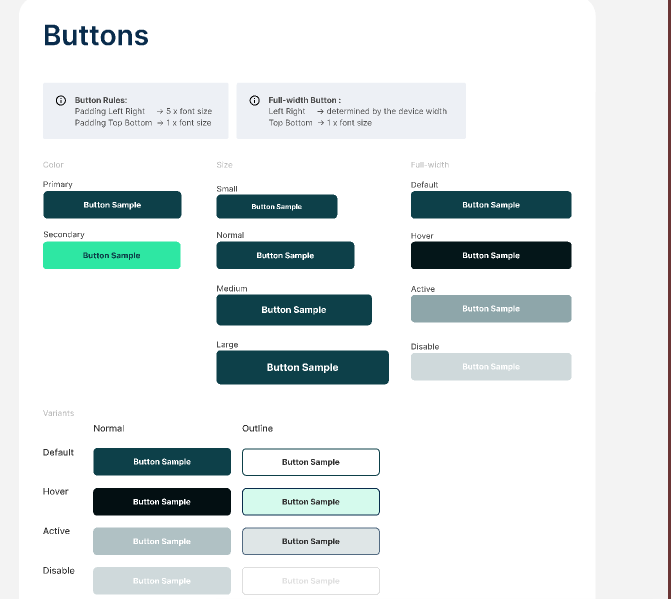 Buttons
Button Rules:
Padding Left Right → 5 x font size
Padding Top Bottom → 1 x font size
Full-width Button :
Left Right → determined by the device width
Top Bottom → 1 x font size
Color
Primary
Button Sample
Secondary
Button Sample
Size
Small
Button Sample
Normal
Button Sample
Medium
Button Sample
Large
Button Sample
Full-width
Default
Button Sample
Hover
Button Sample
Active
Button Sample
Disable
Button Sample
Variants
Normal Outline
Default Button Sample Button Sample
Hover Button Sample Button Sample
Active Button Sample Button Sample
Disable Button Sample Button Sample